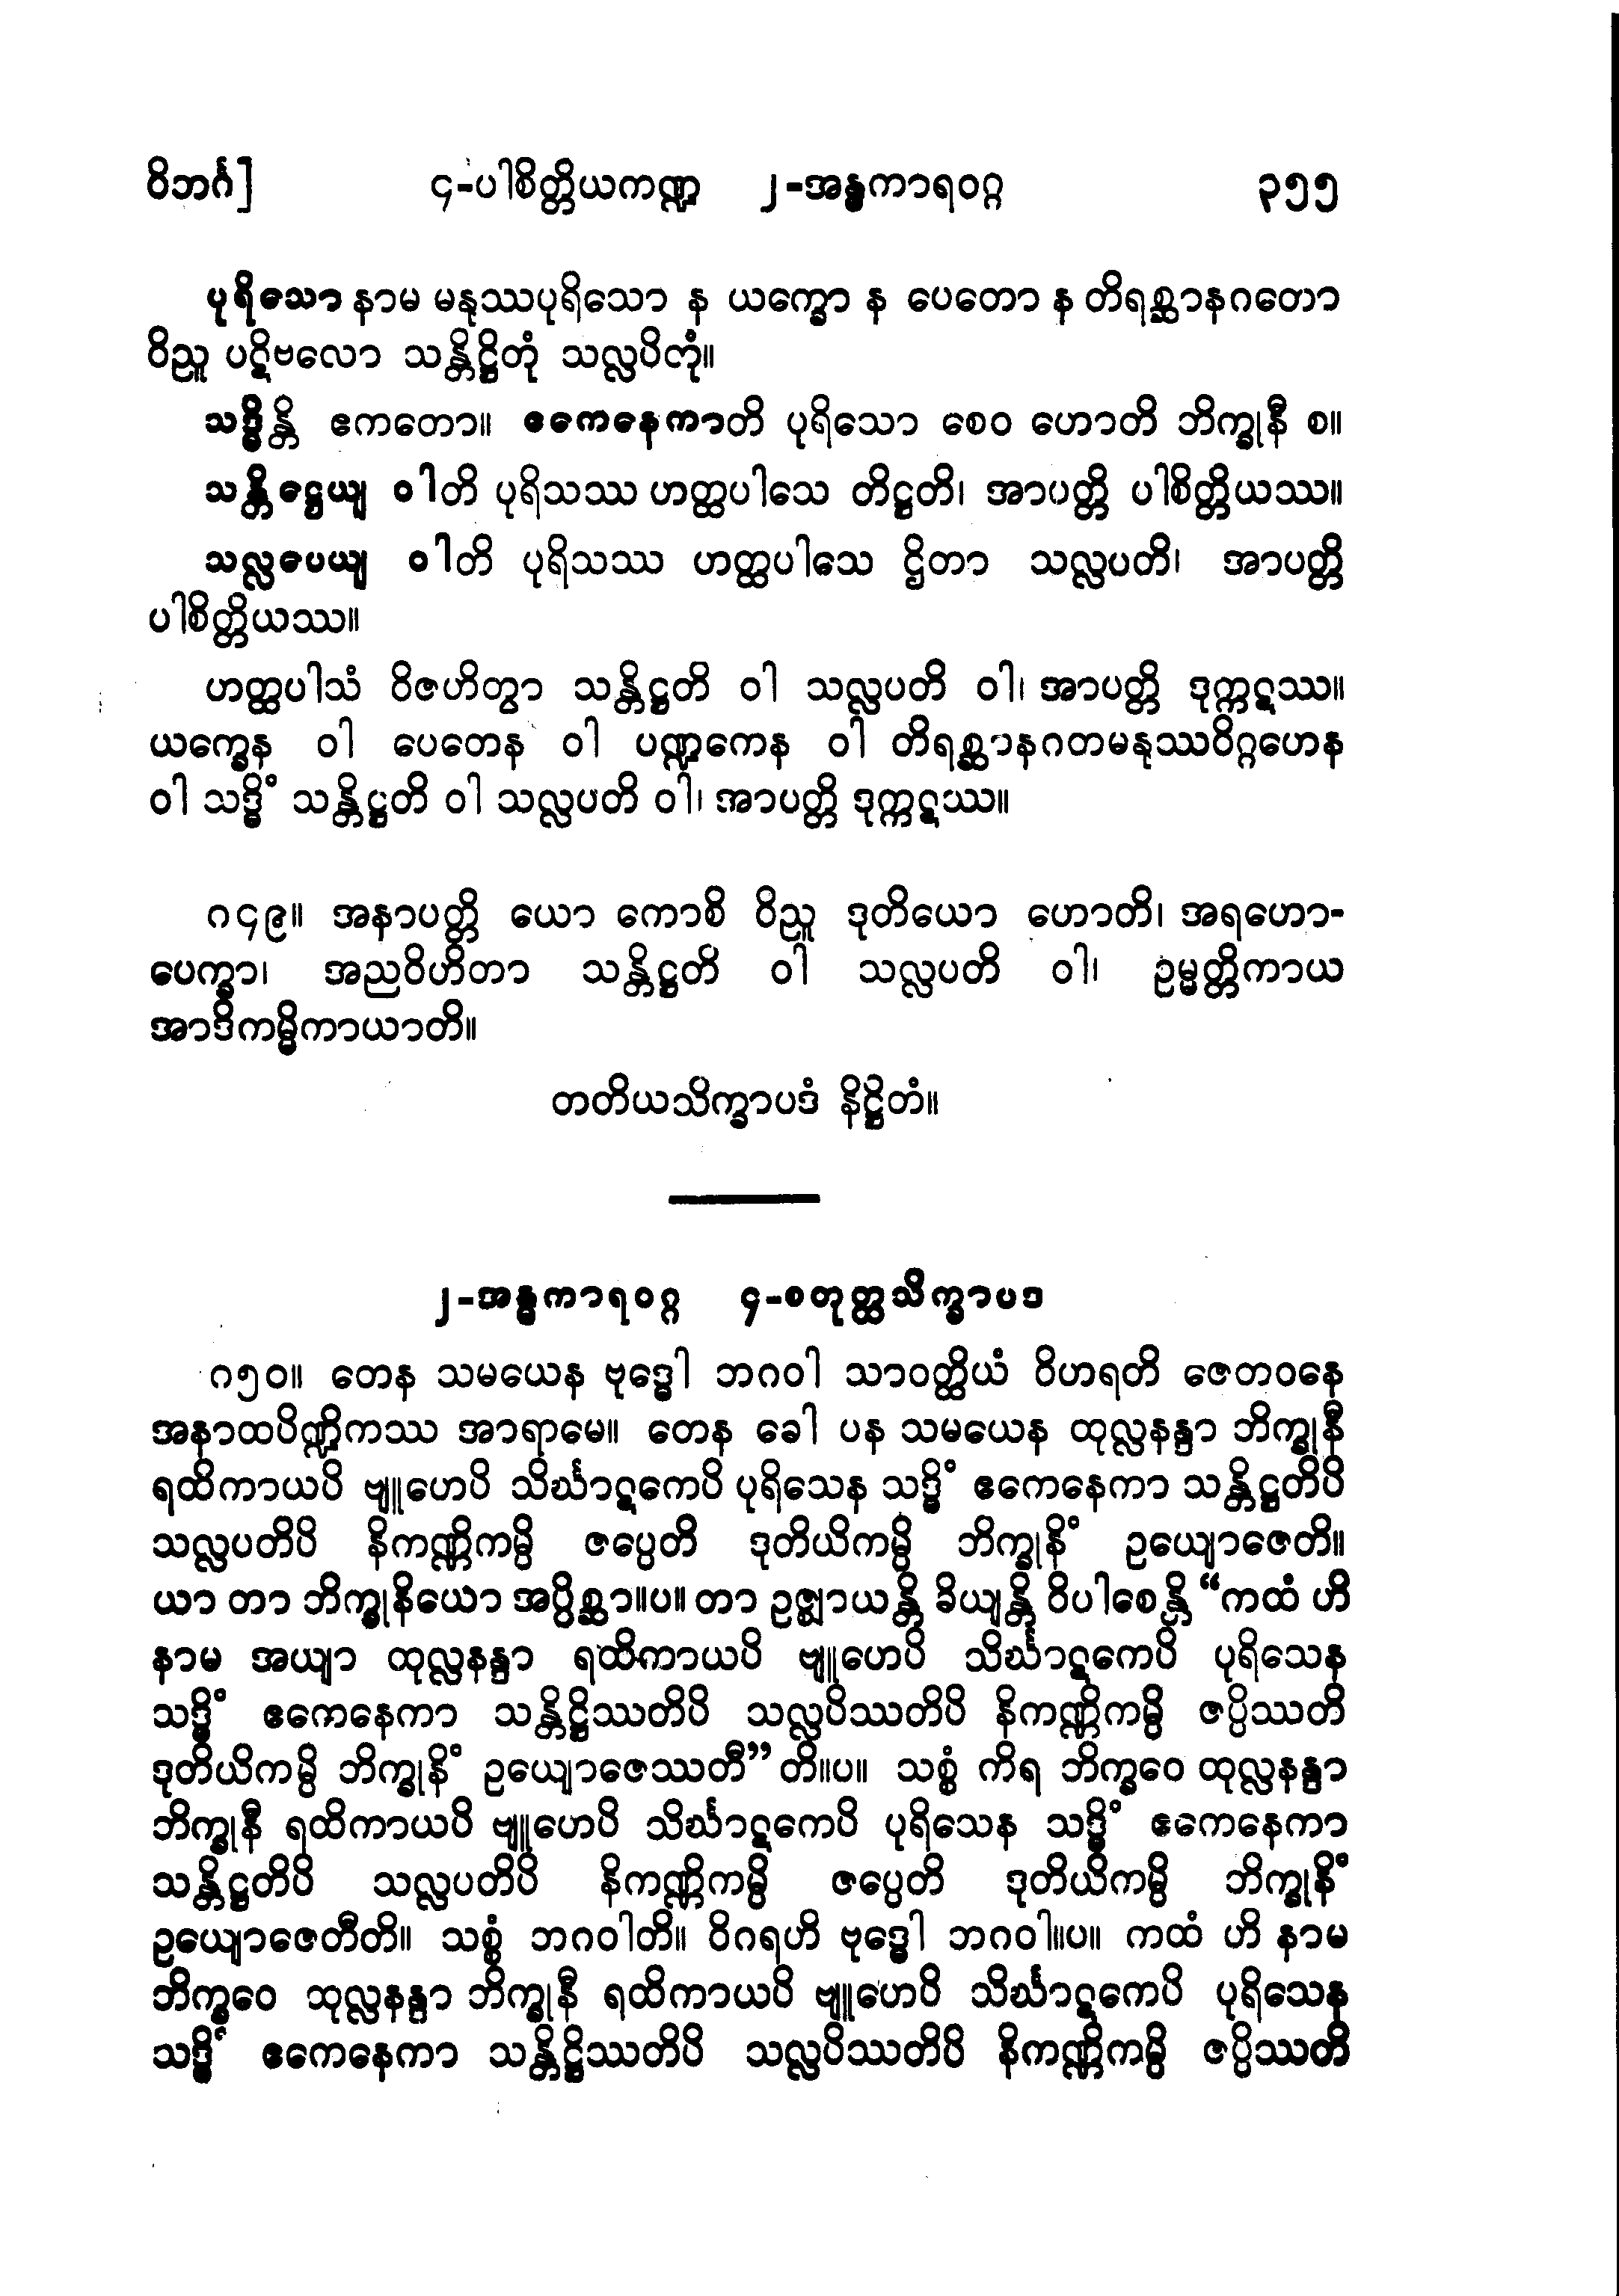 ဝိဘင်္ဂ] ၄-ပါစိတ္တိယကဏ္ဍ ၂-အန္ဓကာရဝဂ္ဂ ၃၅၅
ပုရိသော နာမ မနုဿပုရိသော န ယက္ခော န ပေတော န တိရစ္ဆာနဂတော
ဝိညူ ပဋိဗလော သန္တိဋ္ဌိတုံ သလ္လပိတုံ။
သဒ္ဓိန္တိ ဧကတော။ ဧကေနေကာတိ ပုရိသော စေဝ ဟောတိ ဘိက္ခုနီ စ။
သန္တိဋ္ဌေယျ ဝါတိ ပုရိသဿ ဟတ္ထပါသေ တိဋ္ဌတိ၊ အာပတ္တိ ပါစိတ္တိယဿ။
သလ္လပေယျ ဝါတိ ပုရိသဿ ဟတ္ထပါသေ ဌိတာ သလ္လပတိ၊ အာပတ္တိ
ပါစိတ္တိယဿ။
ဟတ္ထပါသံ ဝိဇဟိတွာ သန္တိဋ္ဌတိ ဝါ သလ္လပတိ ဝါ၊ အာပတ္တိ ဒုက္ကဋဿ။
ယက္ခေန ဝါ ပေတေန ဝါ ပဏ္ဍကေန ဝါ တိရစ္ဆာနဂတမနုဿဝိဂ္ဂဟေန
ဝါ သဒ္ဓိံ သန္တိဋ္ဌတိ ဝါ သလ္လပတိ ဝါ၊ အာပတ္တိ ဒုက္ကဋဿ။
၈၄၉။ အနာပတ္တိ ယော ကောစိ ဝိညူ ဒုတိယော ဟောတိ၊ အရဟော-
ပေက္ခာ၊ အညဝိဟိတာ သန္တိဋ္ဌတိ ဝါ သလ္လပတိ ဝါ၊ ဥမ္မတ္တိကာယ
အာဒိကမ္မိကာယာတိ။
တတိယသိက္ခာပဒံ နိဋ္ဌိတံ။
၂-အန္ဓကာရဝဂ္ဂ ၄-စတုတ္ထသိက္ခာပဒ
၈၅၀။ တေန သမယေန ဗုဒ္ဓေါ ဘဂဝါ သာဝတ္ထိယံ ဝိဟရတိ ဇေတဝနေ
အနာထပိဏ္ဍိကဿ အာရာမေ။ တေန ခေါ ပန သမယေန ထုလ္လနန္ဒာ ဘိက္ခုနီ
ရထိကာယပိ ဗျူဟေပိ သိင်္ဃာဋကေပိ ပုရိသေန သဒ္ဓိံ ဧကေနေကာ သန္တိဋ္ဌတိပိ
သလ္လပတိပိ နိကဏ္ဏိကမ္ပိ ဇပ္ပေတိ ဒုတိယိကမ္ပိ ဘိက္ခုနိံ ဥယျောဇေတိ။
ယာ တာ ဘိက္ခုနိယော အပ္ပိစ္ဆာ။ပ။ တာ ဥဇ္ဈာယန္တိ ခိယျန္တိ ဝိပါစေန္တိ “ကထံ ဟိ
နာမ အယျာ ထုလ္လနန္ဒာ ရထိကာယပိ ဗျူဟေပိ သိင်္ဃာဋကေပိ ပုရိသေန
သဒ္ဓိံ ဧကေနေကာ သန္တိဋ္ဌိဿတိပိ သလ္လပိဿတိပိ နိကဏ္ဏိကမ္ပိ ဇပ္ပိဿတိ
ဒုတိယိကမ္ပိ ဘိက္ခုနိံ ဥယျောဇေဿတီ” တိ။ပ။ သစ္စံ ကိရ ဘိက္ခဝေ ထုလ္လနန္ဒာ
ဘိက္ခုနီ ရထိကာယပိ ဗျူဟေပိ သိင်္ဃာဋကေပိ ပုရိသေန သဒ္ဓိံ ဧကေနေကာ
သန္တိဋ္ဌတိပိ သလ္လပတိပိ နိကဏ္ဏိကမ္ပိ ဇပ္ပေတိ ဒုတိယိကမ္ပိ ဘိက္ခုနိံ
ဥယျောဇေတီတိ။ သစ္စံ ဘဂဝါတိ။ ဝိဂရဟိ ဗုဒ္ဓေါ ဘဂဝါ။ပ။ ကထံ ဟိ နာမ
ဘိက္ခဝေ ထုလ္လနန္ဒာ ဘိက္ခုနီ ရထိကာယပိ ဗျူဟေပိ သိင်္ဃာဋကေပိ ပုရိသေန
သဒ္ဓိံ ဧကေနေကာ သန္တိဋ္ဌိဿတိပိ သလ္လပိဿတိပိ နိကဏ္ဏိကမ္ပိ ဇပ္ပိဿတိ